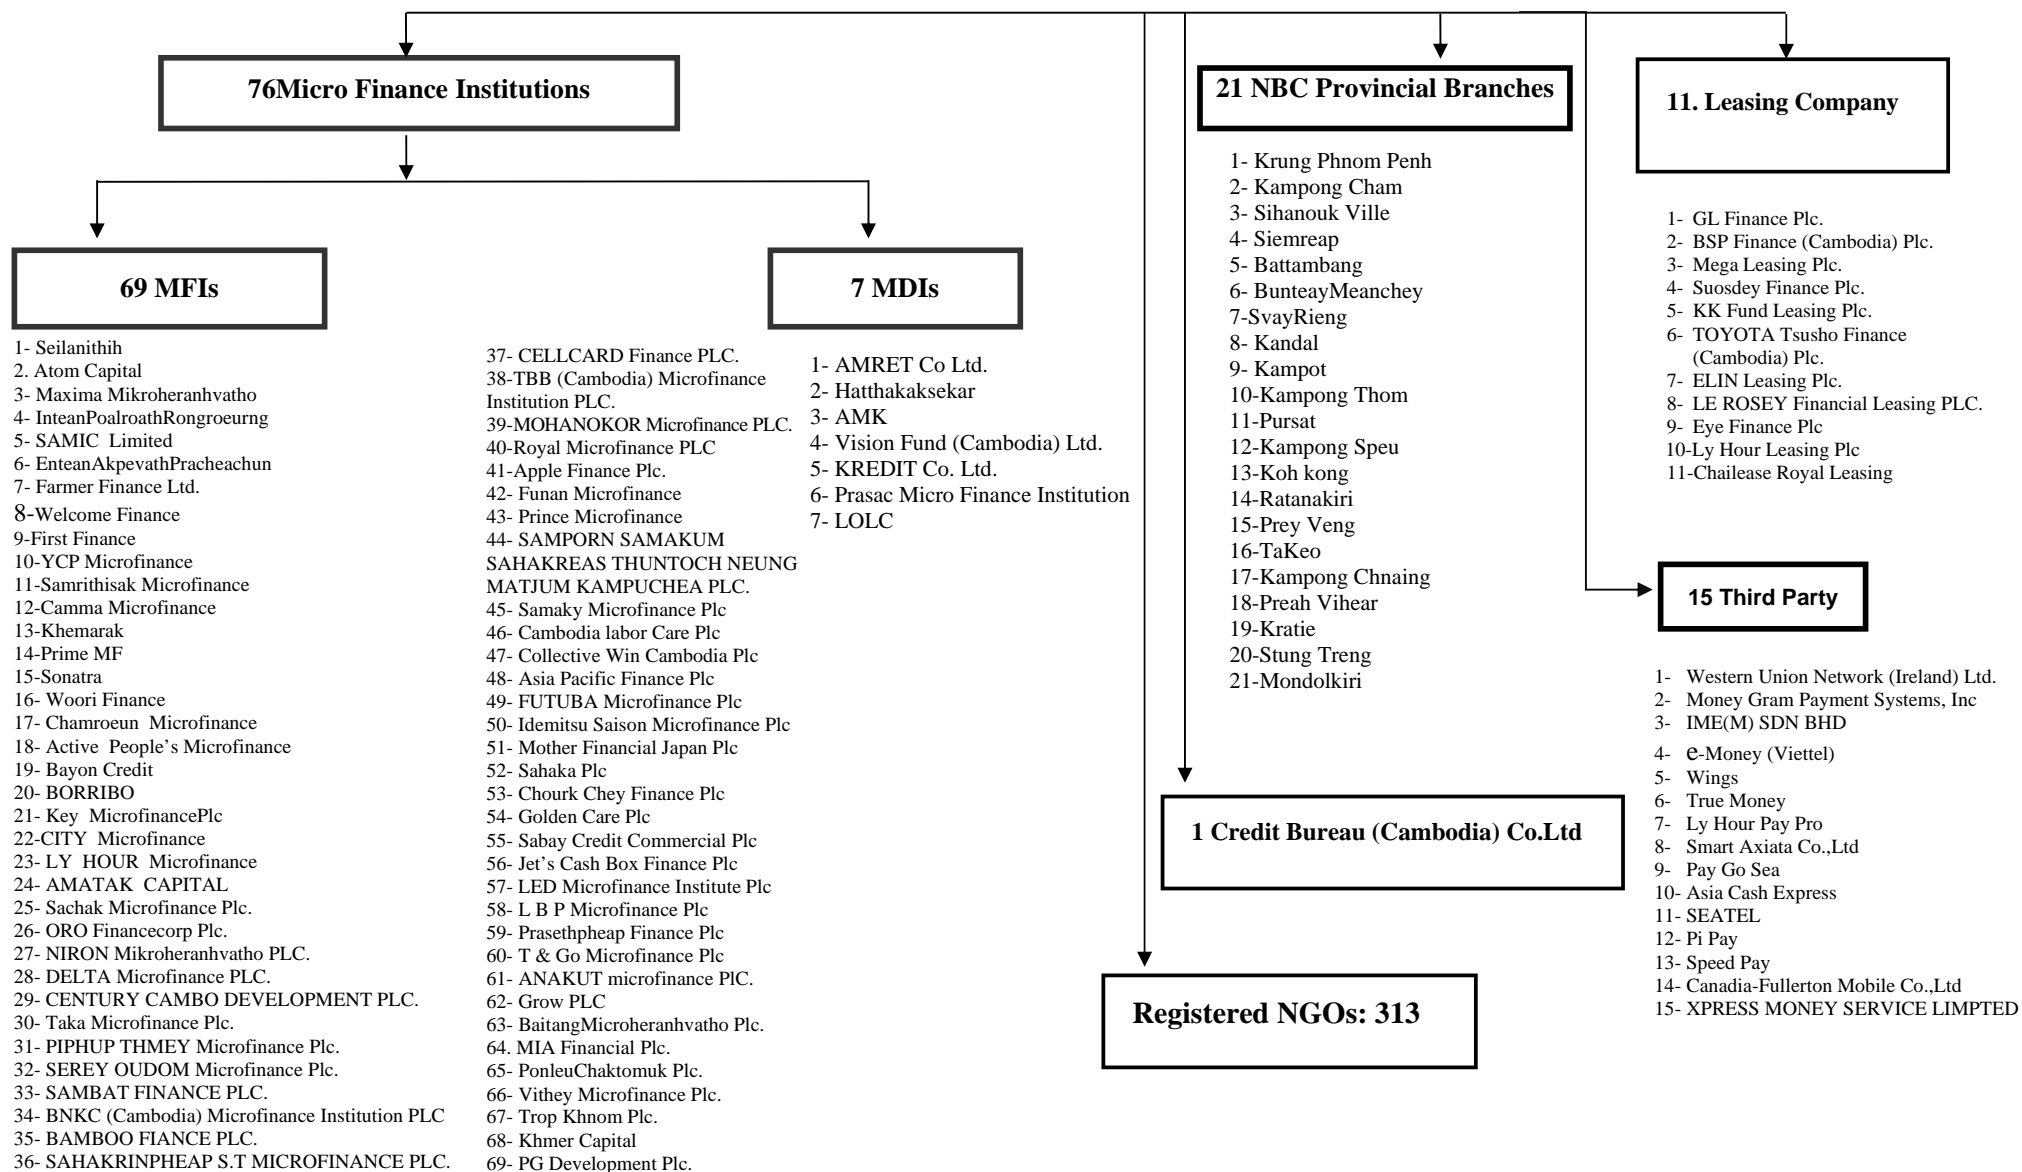 76Micro Finance Institutions
69 MFIs
1- Seilanithih
2. Atom Capital
3- Maxima Mikroheranhvatho
4- InteanPoalroathRongroeurng
5- SAMIC Limited
6- EnteanAkpevathPracheachun
7- Farmer Finance Ltd.
8-Welcome Finance
9-First Finance
10-YCP Microfinance
11-Samrithisak Microfinance
12-Camma Microfinance
13-Khemarak
14-Prime MF
15-Sonatra
16- Woori Finance
17- Chamroeun Microfinance
18- Active People's Microfinance
19- Bayon Credit
20- BORRIBO
21- Key MicrofinancePlc
22-CITY Microfinance
23- LY HOUR Microfinance
24- AMATAK CAPITAL
25- Sachak Microfinance Plc.
26- ORO Financecorp Plc.
27- NIRON Mikroheranhvatho PLC.
28- DELTA Microfinance PLC.
29- CENTURY CAMBO DEVELOPMENT PLC.
30- Taka Microfinance Plc.
31- PIPHUP THMEY Microfinance Plc.
32- SEREY OUDOM Microfinance Plc.
33- SAMBAT FINANCE PLC.
34- BNKC (Cambodia) Microfinance Institution PLC
35- BAMBOO FIANCE PLC.
36- SAHAKRINPHEAP S.T MICROFINANCE PLC.
37- CELLCARD Finance PLC.
38-TBB (Cambodia) Microfinance
Institution PLC.
39-MOHANOKOR Microfinance PLC.
40-Royal Microfinance PLC
41-Apple Finance Plc.
42- Funan Microfinance
43- Prince Microfinance
44- SAMPORN SAMAKUM
SAHAKREAS THUNTOCH NEUNG
MATJUM KAMPUCHEA PLC.
45- Samaky Microfinance Plc
46- Cambodia labor Care Plc
47- Collective Win Cambodia Plc
48- Asia Pacific Finance Plc
49- FUTUBA Microfinance Plc
50- Idemitsu Saison Microfinance Plc
51- Mother Financial Japan Plc
52- Sahaka Plc
53- Chourk Chey Finance Plc
54- Golden Care Plc
55- Sabay Credit Commercial Plc
56- Jet's Cash Box Finance Plc
57- LED Microfinance Institute Plc
58- L B P Microfinance Plc
59- Prasethpheap Finance Plc
60- T & Go Microfinance Plc
61- ANAKUT microfinance PlC.
62- Grow PLC
63- BaitangMicroheranhvatho Plc.
64. MIA Financial Plc.
65- PonleuChaktomuk Plc.
66- Vithey Microfinance Plc.
67- Trop Khnom Plc.
68- Khmer Capital
69- PG Development Plc.
7 MDIs
1- AMRET Co Ltd.
2- Hatthakaksekar
3- AMK
4- Vision Fund (Cambodia) Ltd.
5- KREDIT Co. Ltd.
6- Prasac Micro Finance Institution
7- LOLC
21 NBC Provincial Branches
1- Krung Phnom Penh
2- Kampong Cham
3- Sihanouk Ville
4- Siemreap
5- Battambang
6- BunteayMeanchey
7-SvayRieng
8- Kandal
9- Kampot
10-Kampong Thom
11-Pursat
12-Kampong Speu
13-Koh kong
14-Ratanakiri
15-Prey Veng
16-TaKeo
17-Kampong Chnaing
18-Preah Vihear
19-Kratie
20-Stung Treng
21-Mondolkiri
1 Credit Bureau (Cambodia) Co.Ltd
Registered NGOs: 313
11. Leasing Company
1- GL Finance Plc.
2- BSP Finance (Cambodia) Plc.
3- Mega Leasing Plc.
4- Suosdey Finance Plc.
5- KK Fund Leasing Plc.
6- TOYOTA Tsusho Finance
(Cambodia) Plc.
7- ELIN Leasing Plc.
8- LE ROSEY Financial Leasing PLC.
9- Eye Finance Plc
10-Ly Hour Leasing Plc
11-Chailease Royal Leasing
15 Third Party
1- Western Union Network (Ireland) Ltd.
2- Money Gram Payment Systems, Inc
3- IME(M) SDN BHD
4- e-Money (Viettel)
5- Wings
6- True Money
7- Ly Hour Pay Pro
8- Smart Axiata Co.,Ltd
9- Pay Go Sea
10- Asia Cash Express
11- SEATEL
12- Pi Pay
13- Speed Pay
14- Canadia-Fullerton Mobile Co.,Ltd
15- XPRESS MONEY SERVICE LIMPTED